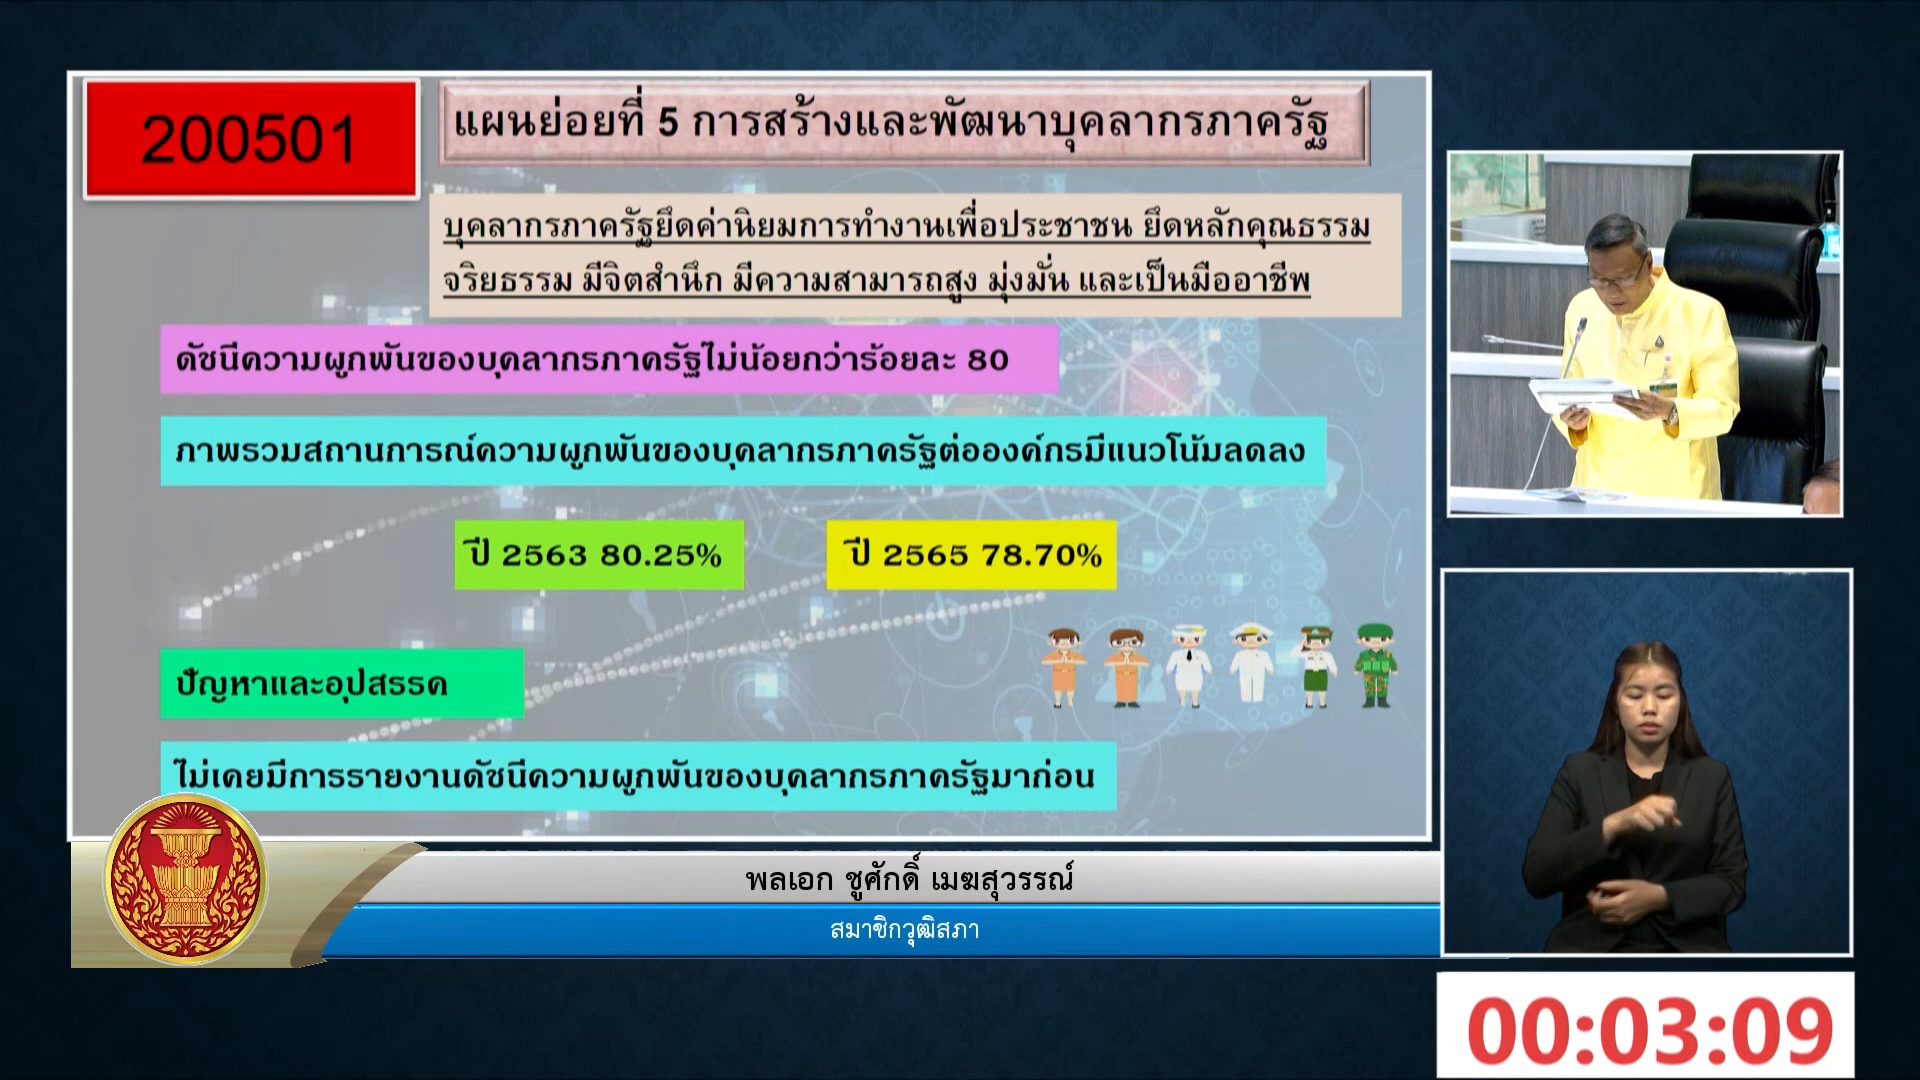 200501
แผนย่อยที่ 5 การสร้างและพัฒนาบุคลากรภาครัฐ
บุคลากรภาครัฐยึดค่านิยมการทำงานเพื่อประชาชน ยึดหลักคุณธรรม
จริยธรรม มีจิตสำนึก มีความสามารถสูง มุ่งมั่น และเป็นมืออาชีพ
ดัชนีความผูกพันของบุคลากรภาครัฐไม่น้อยกว่าร้อยละ 80
ภาพรวมสถานการณ์ความผูกพันของบุคลากรภาครัฐต่อองค์กรมีแนวโน้มลดลง
ปี 2563 80.25%
ปี 2565 78.70%
ปัญหาและอุปสรรค
ไม่เคยมีการรายงานดัชนีความผูกพันของบุคลากรภาครัฐมาก่อน
พลเอก ชูศักดิ์ เมฆสุวรรณ์
สมาชิกวุฒิสภา
00:03:09